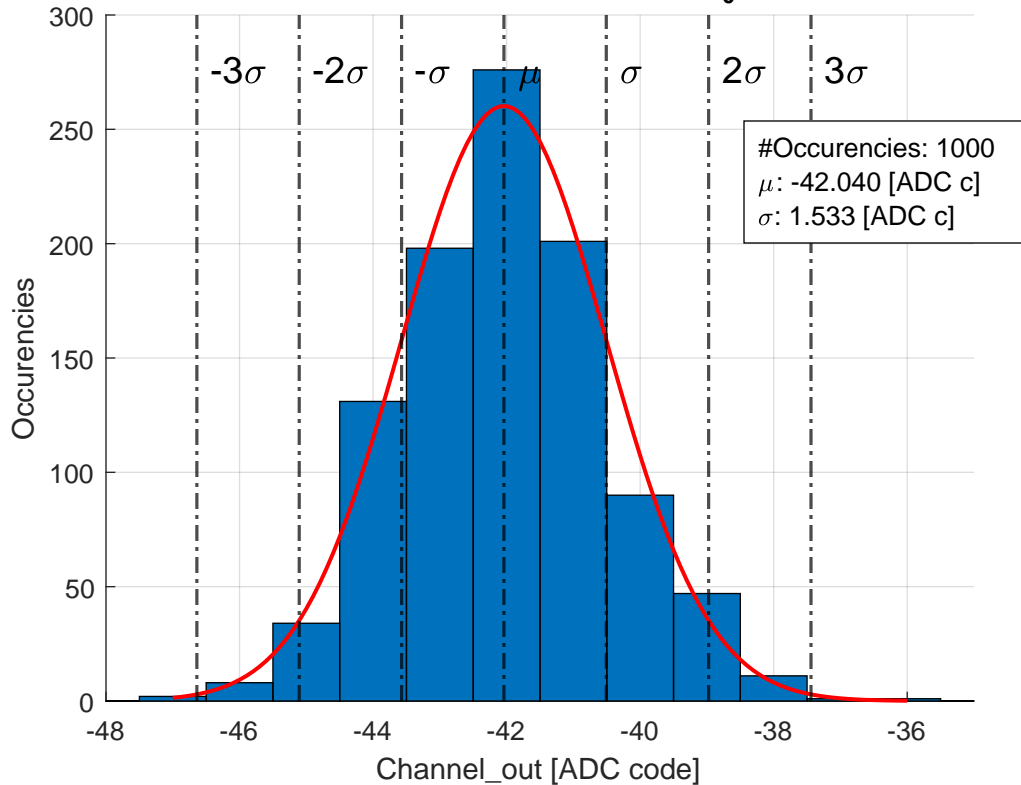 300
250
200
150
100
50
0
Occurencies
-3σ -2σ -σ μ σ 2σ 3σ
#Occurencies: 1000
μ: -42.040 [ADC c]
σ: 1.533 [ADC c]
-48 -46 -44 -42 -40 -38 -36
Channel_out [ADC code]